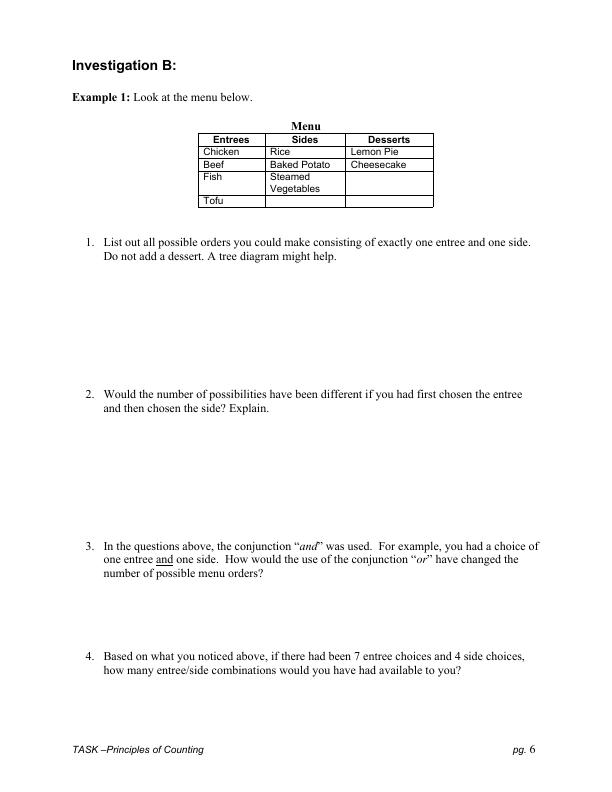 Investigation B:
Example 1: Look at the menu below.
Menu
Entrees Sides Desserts
Chicken Rice Lemon Pie
Beef Baked Potato Cheesecake
Fish Steamed
Vegetables
Tofu
1. List out all possible orders you could make consisting of exactly one entree and one side.
Do not add a dessert. A tree diagram might help.
2. Would the number of possibilities have been different if you had first chosen the entree
and then chosen the side? Explain.
3. In the questions above, the conjunction “and” was used. For example, you had a choice of
one entree and one side. How would the use of the conjunction “or” have changed the
number of possible menu orders?
4. Based on what you noticed above, if there had been 7 entree choices and 4 side choices,
how many entree/side combinations would you have had available to you?
TASK –Principles of Counting pg. 6